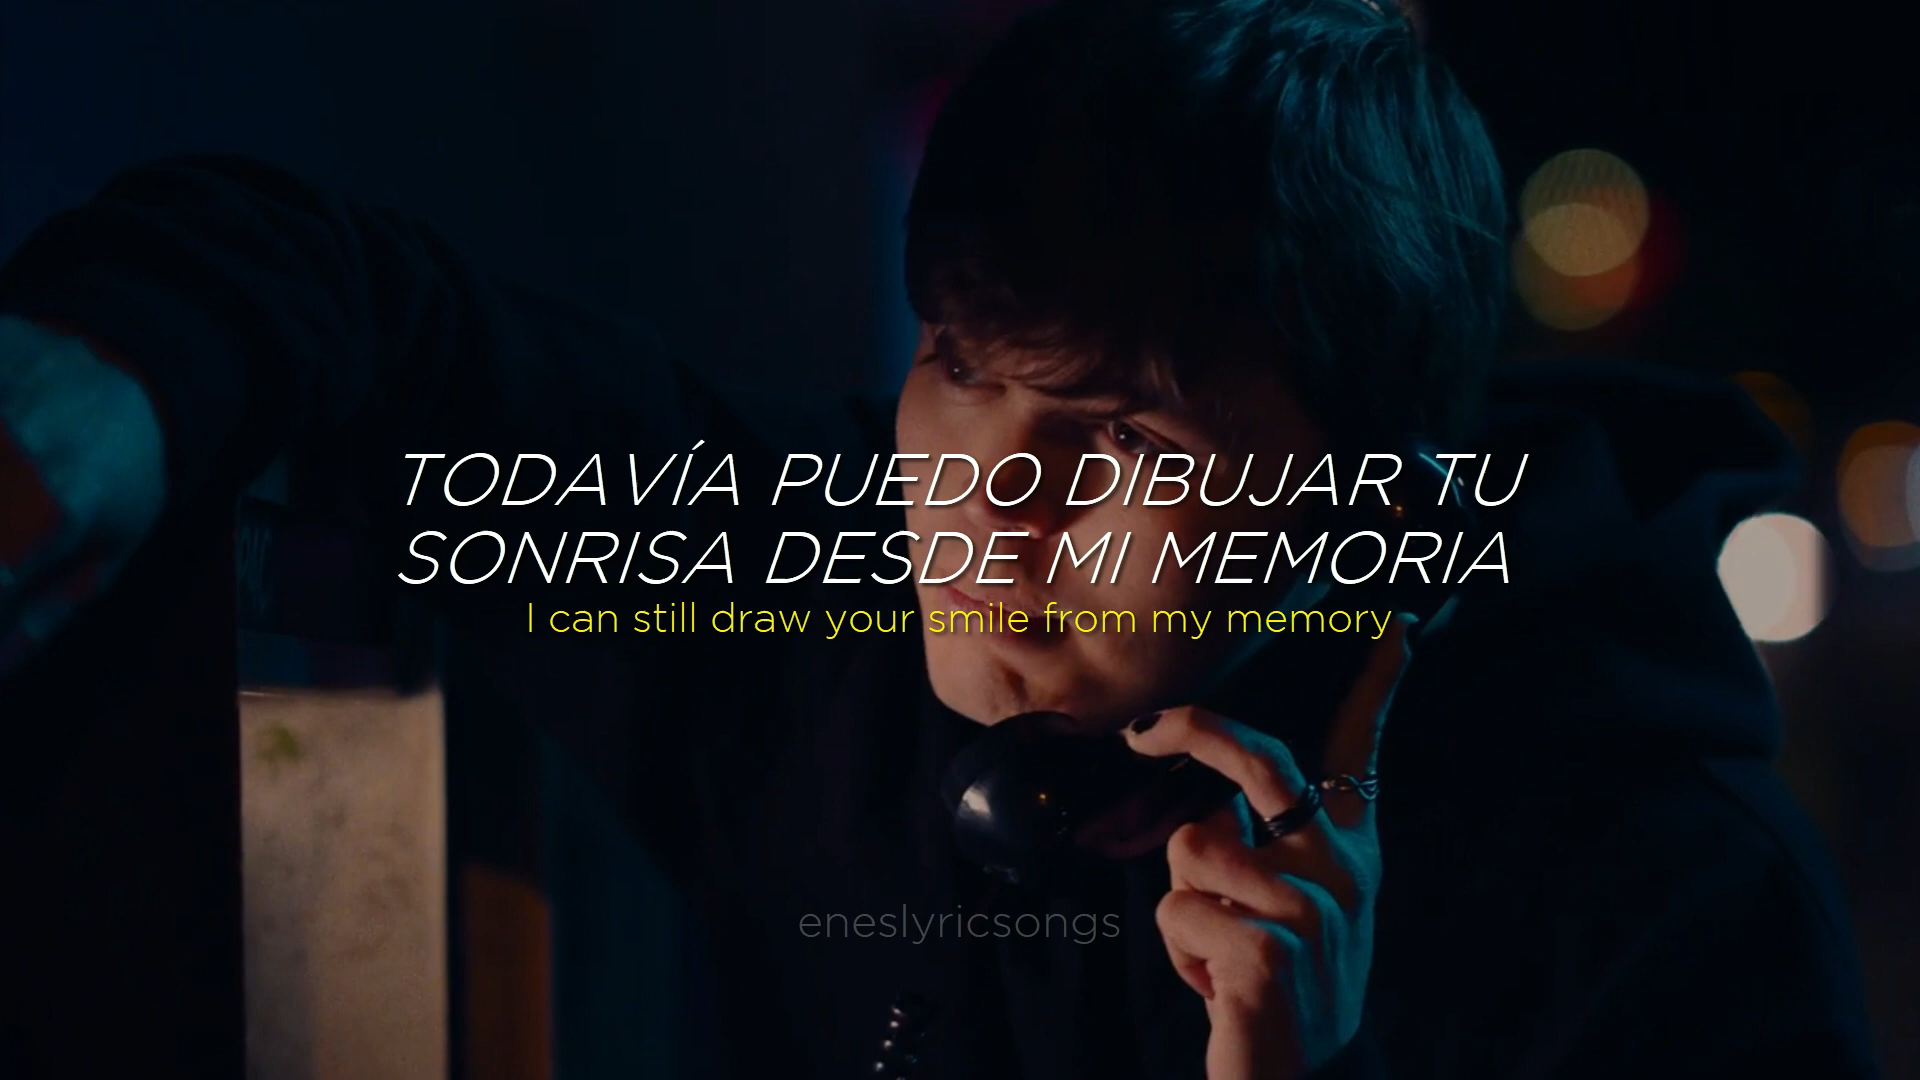 TODAVÍA PUEDO DIBUJAR TU
SONRISA DESDE MI MEMORIA
I can still draw your smile from my memory
eneslyricsongs